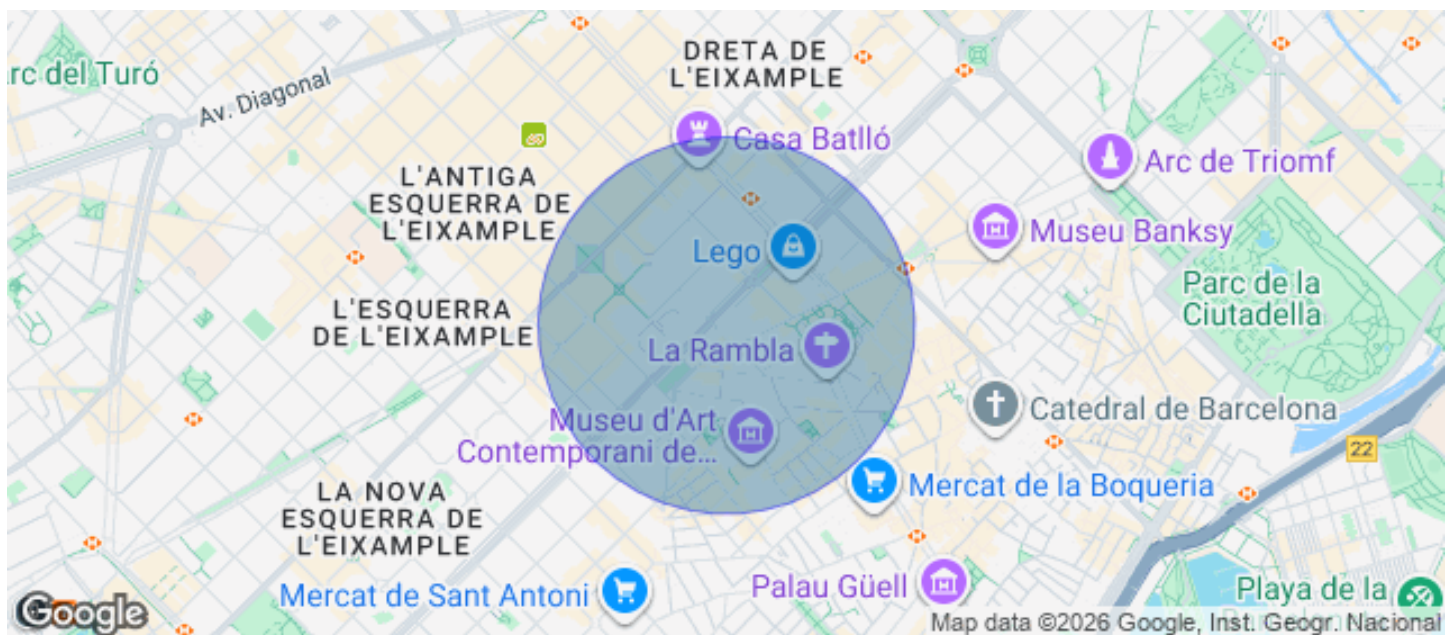 DRETA DE
L'EIXAMPLE
rc del Turó
Av. Diagonal
Casa Batlló
Arc de Triomf
L'ANTIGA
ESQUERRA DE
L'EIXAMPLE
Museu Banksy
Lego
Parc de la
Ciutadella
L'ESQUERRA
DE L'EIXAMPLE
La Rambla
Catedral de Barcelona
Museu d'Art
Contemporani de...
22
LA NOVA
ESQUERRA DE
L'EIXAMPLE
Mercat de la Boqueria
Mercat de Sant Antoni
Palau Güell
Playa de la
Google
Map data ©2026 Google, Inst. Geogr. Nacional